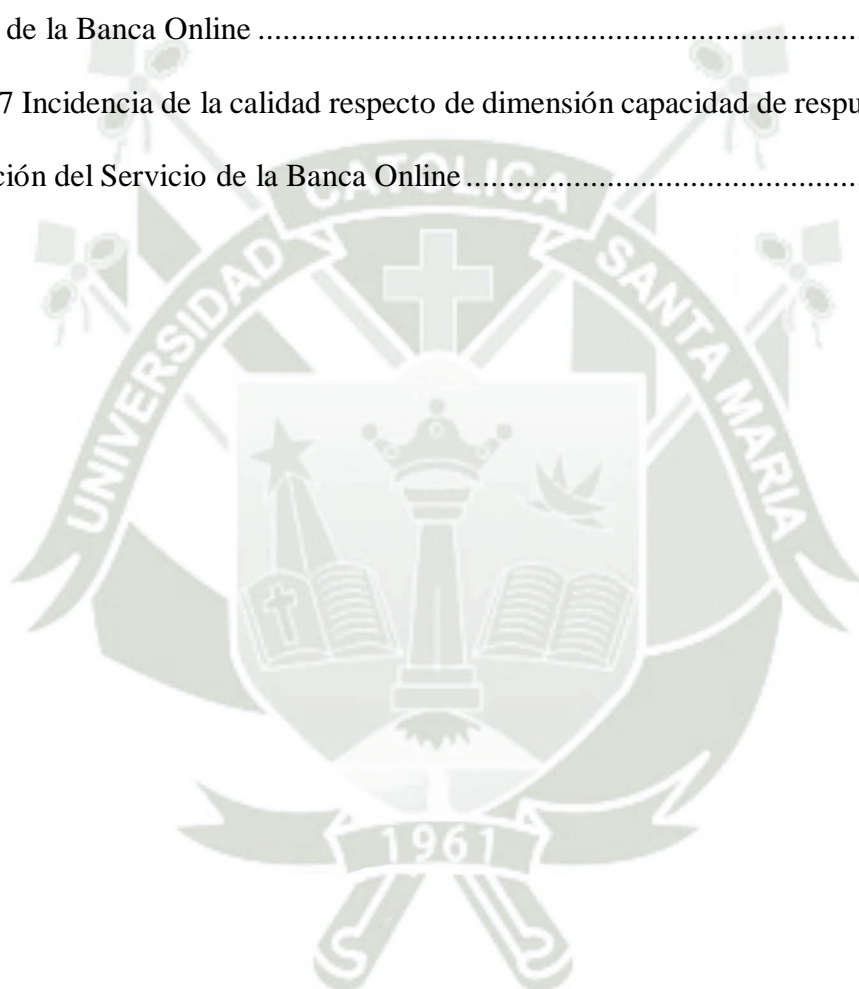 de la Banca Online ........................................................................
7 Incidencia de la calidad respecto de dimensión capacidad de respu
ción del Servicio de la Banca Online ...............................................
UNIVERSIDAD CATOLICA SANTA MARIA
1961